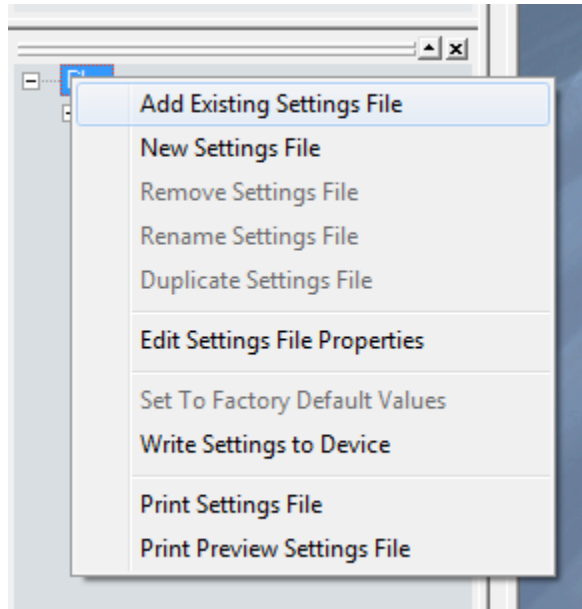 Add Existing Settings File
New Settings File
Remove Settings File
Rename Settings File
Duplicate Settings File
Edit Settings File Properties
Set To Factory Default Values
Write Settings to Device
Print Settings File
Print Preview Settings File